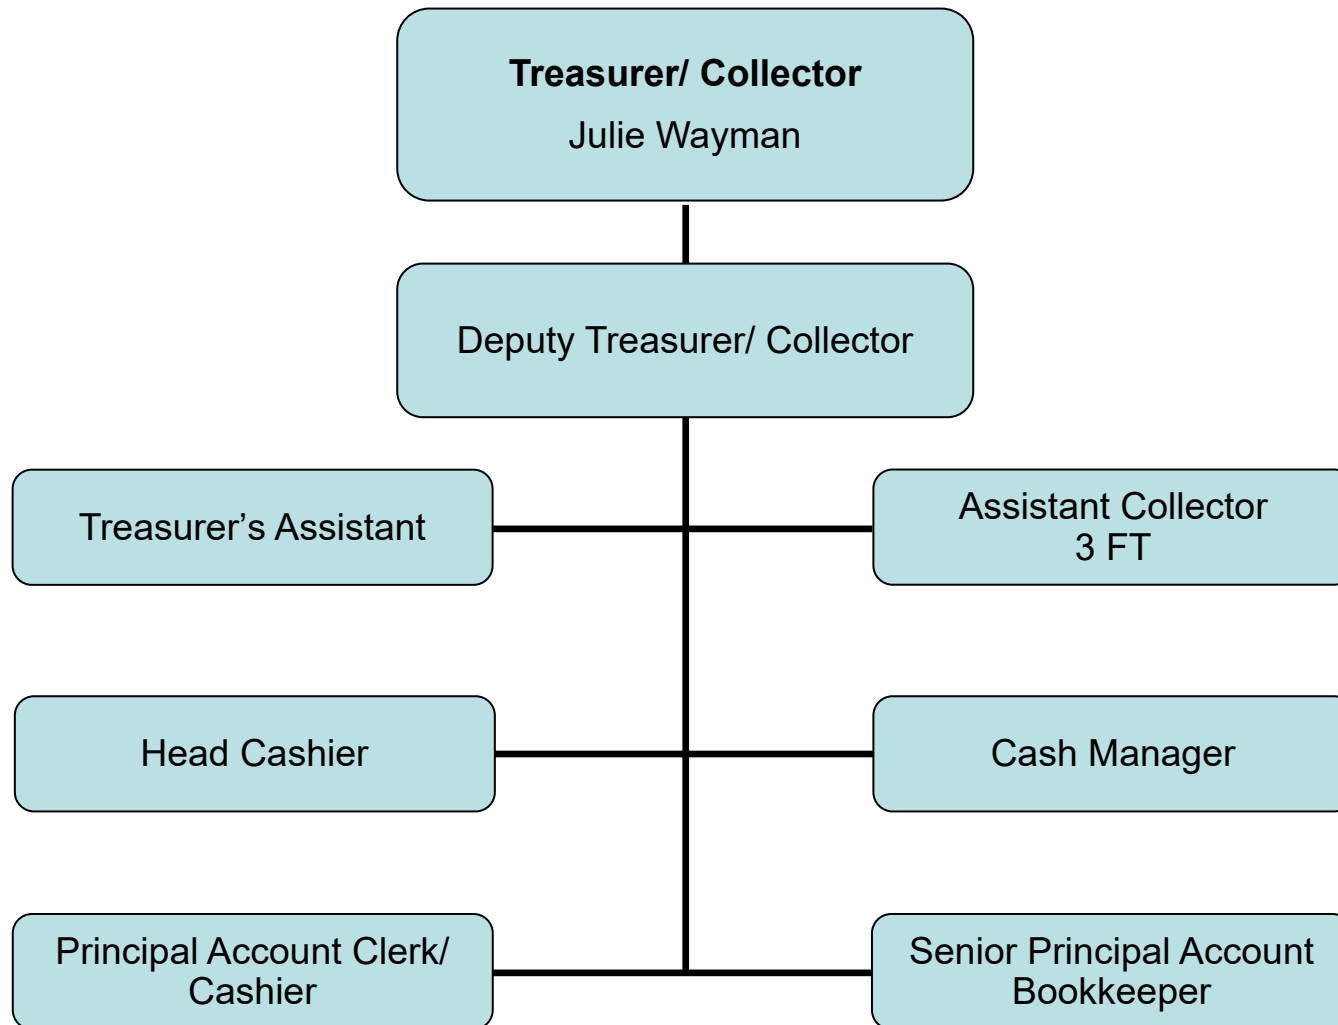 Treasurer/ Collector
Julie Wayman
Deputy Treasurer/ Collector
Treasurer’s Assistant
Assistant Collector
3 FT
Head Cashier
Cash Manager
Principal Account Clerk/
Cashier
Senior Principal Account
Bookkeeper